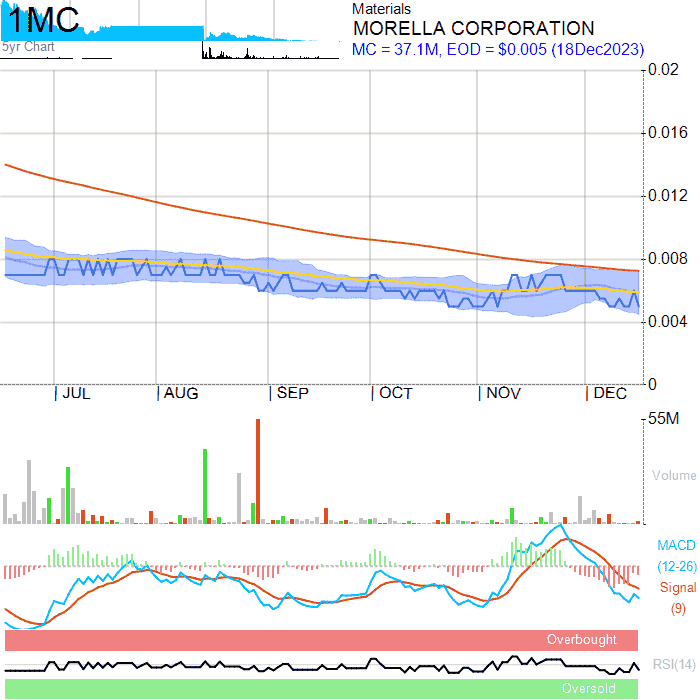 1MC
5yr Chart
Materials
MORELLA CORPORATION
MC = 37.1M, EOD = $0.005 (18Dec2023)
0.02
0.016
0.012
0.008
0.004
0
JUL
AUG
SEP
OCT
NOV
DEC
55M
Volume
MACD
(12-26)
Signal
(9)
Overbought
RSI(14)
Oversold